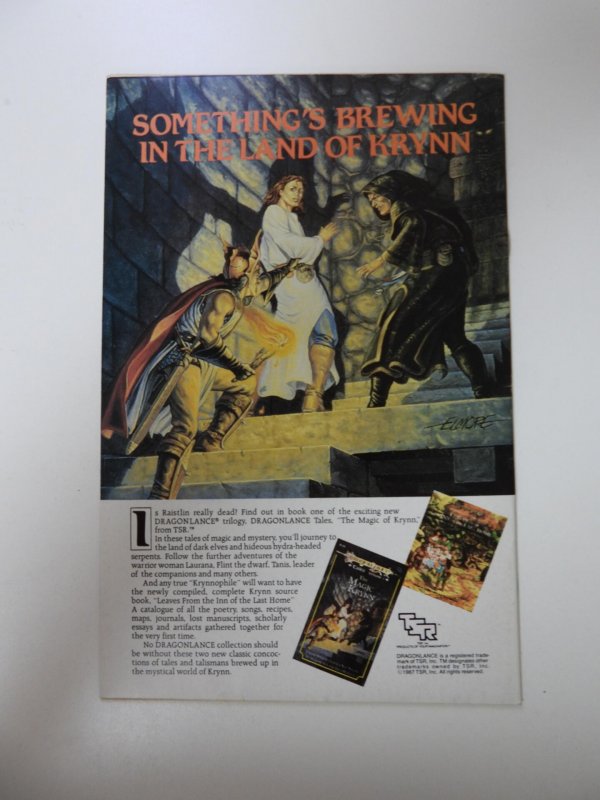 SOMETHING'S BREWING
IN THE LAND OF KRYNN
ELMORE
Is Raistlin really dead? Find out in book one of the exciting new
DRAGONLANCE® trilogy, DRAGONLANCE Tales, "The Magic of Krynn,"
from TSR.™
In these tales of magic and mystery, you'll journey to
the land of dark elves and hideous hydra-headed
serpents. Follow the further adventures of the
warrior woman Laurana, Flint the dwarf, Tanis, leader
of the companions and many others.
And any true "Krynnophile" will want to have
the newly compiled, complete Krynn source
book, "Leaves From the Inn of the Last Home"
A catalogue of all the poetry, songs, recipes,
maps, journals, lost manuscripts, scholarly
essays and artifacts gathered together for
the very first time.
No DRAGONLANCE collection should
be without these two new classic concoc-
tions of tales and talismans brewed up in
the mystical world of Krynn.
The
MAGIC
of
KRYNN
TSR
PRODUCTS OF YOUR IMAGINATION™
DRAGONLANCE is a registered trade-
mark of TSR, Inc. TM designates other
trademarks owned by TSR, Inc.
©1987 TSR, Inc. All rights reserved.